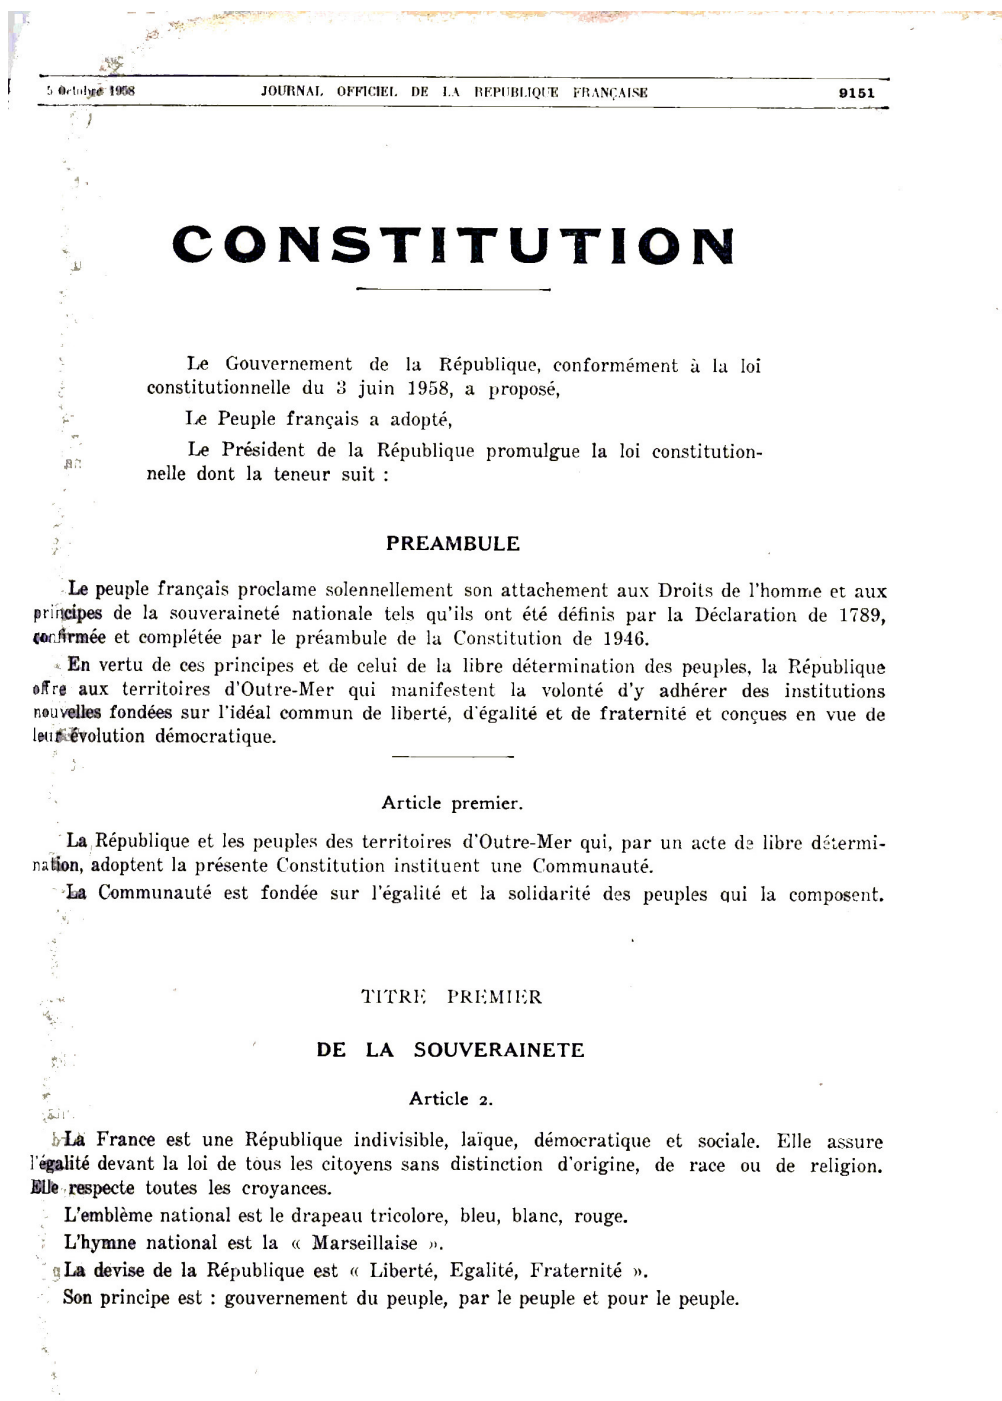 5 Octobre 1958 JOURNAL OFFICIEL DE LA REPUBLIQUE FRANÇAISE 9151
CONSTITUTION
Le Gouvernement de la République, conformément à la loi
constitutionnelle du 3 juin 1958, a proposé,
Le Peuple français a adopté,
Le Président de la République promulgue la loi constitution-
nelle dont la teneur suit :
PREAMBULE
Le peuple français proclame solennellement son attachement aux Droits de l'homme et aux
principes de la souveraineté nationale tels qu'ils ont été définis par la Déclaration de 1789,
confirmée et complétée par le préambule de la Constitution de 1946.
En vertu de ces principes et de celui de la libre détermination des peuples, la République
offre aux territoires d'Outre-Mer qui manifestent la volonté d'y adhérer des institutions
nouvelles fondées sur l'idéal commun de liberté, d'égalité et de fraternité et conçues en vue de
leur évolution démocratique.
Article premier.
La République et les peuples des territoires d'Outre-Mer qui, par un acte de libre détermi-
nation, adoptent la présente Constitution instituent une Communauté.
La Communauté est fondée sur l'égalité et la solidarité des peuples qui la composent.
TITRE PREMIER
DE LA SOUVERAINETE
Article 2.
La France est une République indivisible, laïque, démocratique et sociale. Elle assure
l'égalité devant la loi de tous les citoyens sans distinction d'origine, de race ou de religion.
Elle respecte toutes les croyances.
L'emblème national est le drapeau tricolore, bleu, blanc, rouge.
L'hymne national est la « Marseillaise ».
La devise de la République est « Liberté, Egalité, Fraternité ».
Son principe est : gouvernement du peuple, par le peuple et pour le peuple.